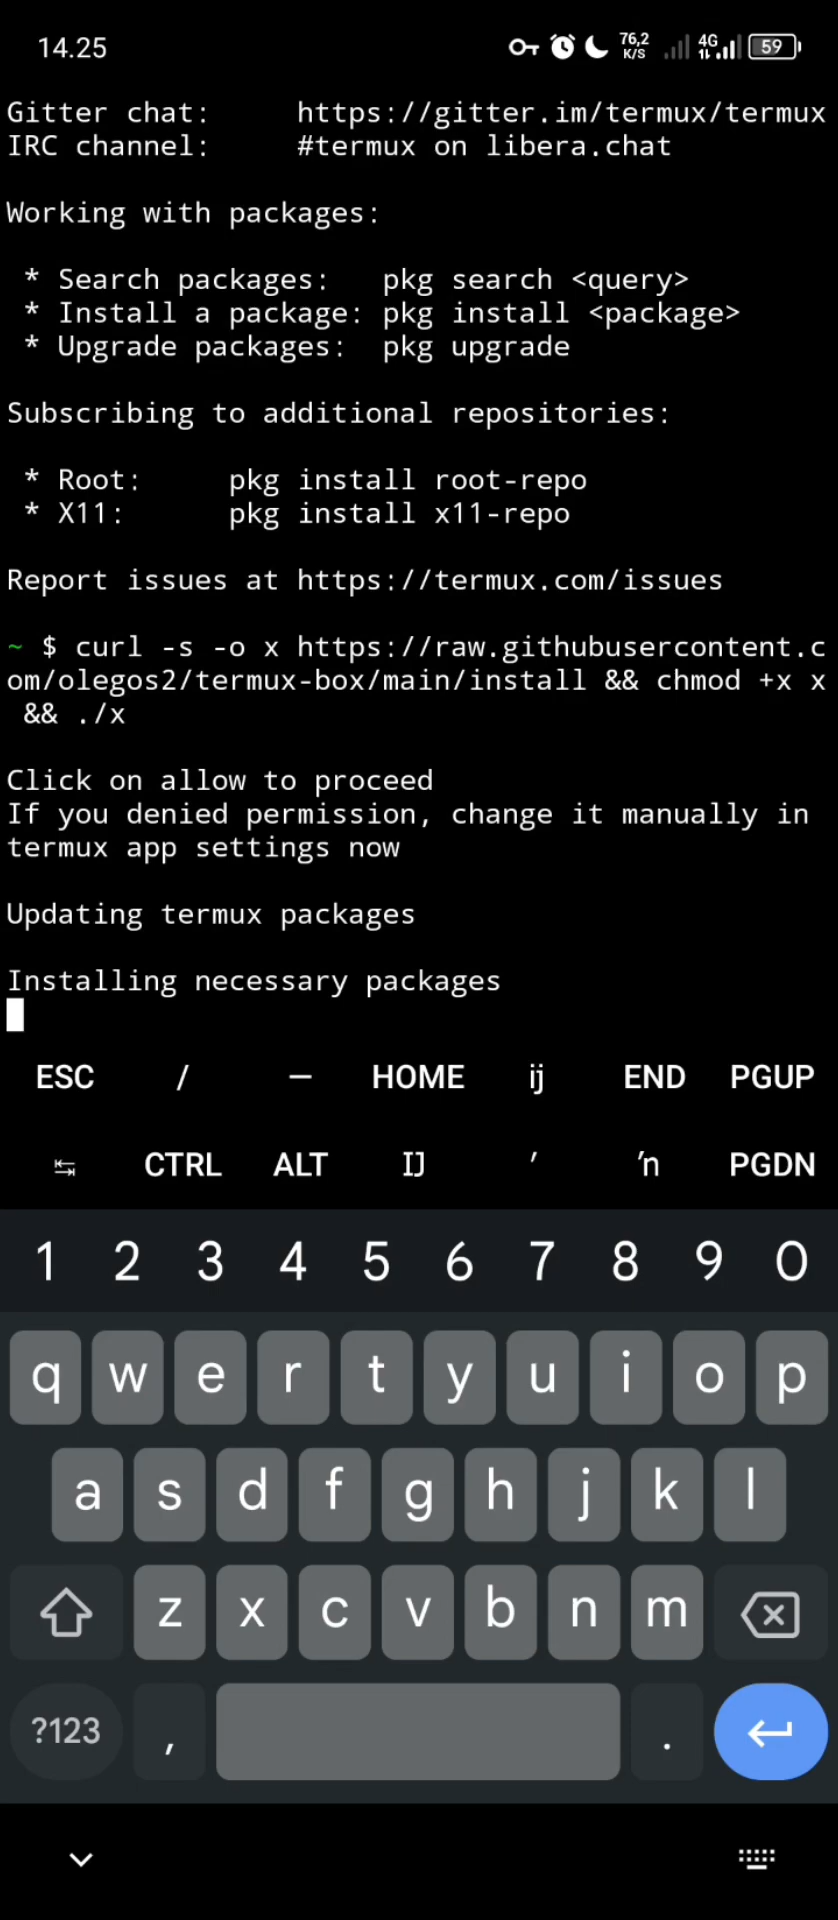 14.25
76,2
K/S
4G
59
Gitter chat:     https://gitter.im/termux/termux
IRC channel:     #termux on libera.chat
Working with packages:
* Search packages:   pkg search <query>
* Install a package: pkg install <package>
* Upgrade packages:  pkg upgrade
Subscribing to additional repositories:
* Root:     pkg install root-repo
* X11:      pkg install x11-repo
Report issues at https://termux.com/issues
~ $ curl -s -o x https://raw.githubusercontent.c
om/olegos2/termux-box/main/install && chmod +x x
&& ./x
Click on allow to proceed
If you denied permission, change it manually in
termux app settings now
Updating termux packages
Installing necessary packages
ESC / — HOME ĳ END PGUP
CTRL ALT Ĳ ′ ŉ PGDN
1 2 3 4 5 6 7 8 9 0
q w e r t y u i o p
a s d f g h j k l
z x c v b n m
?123 , .